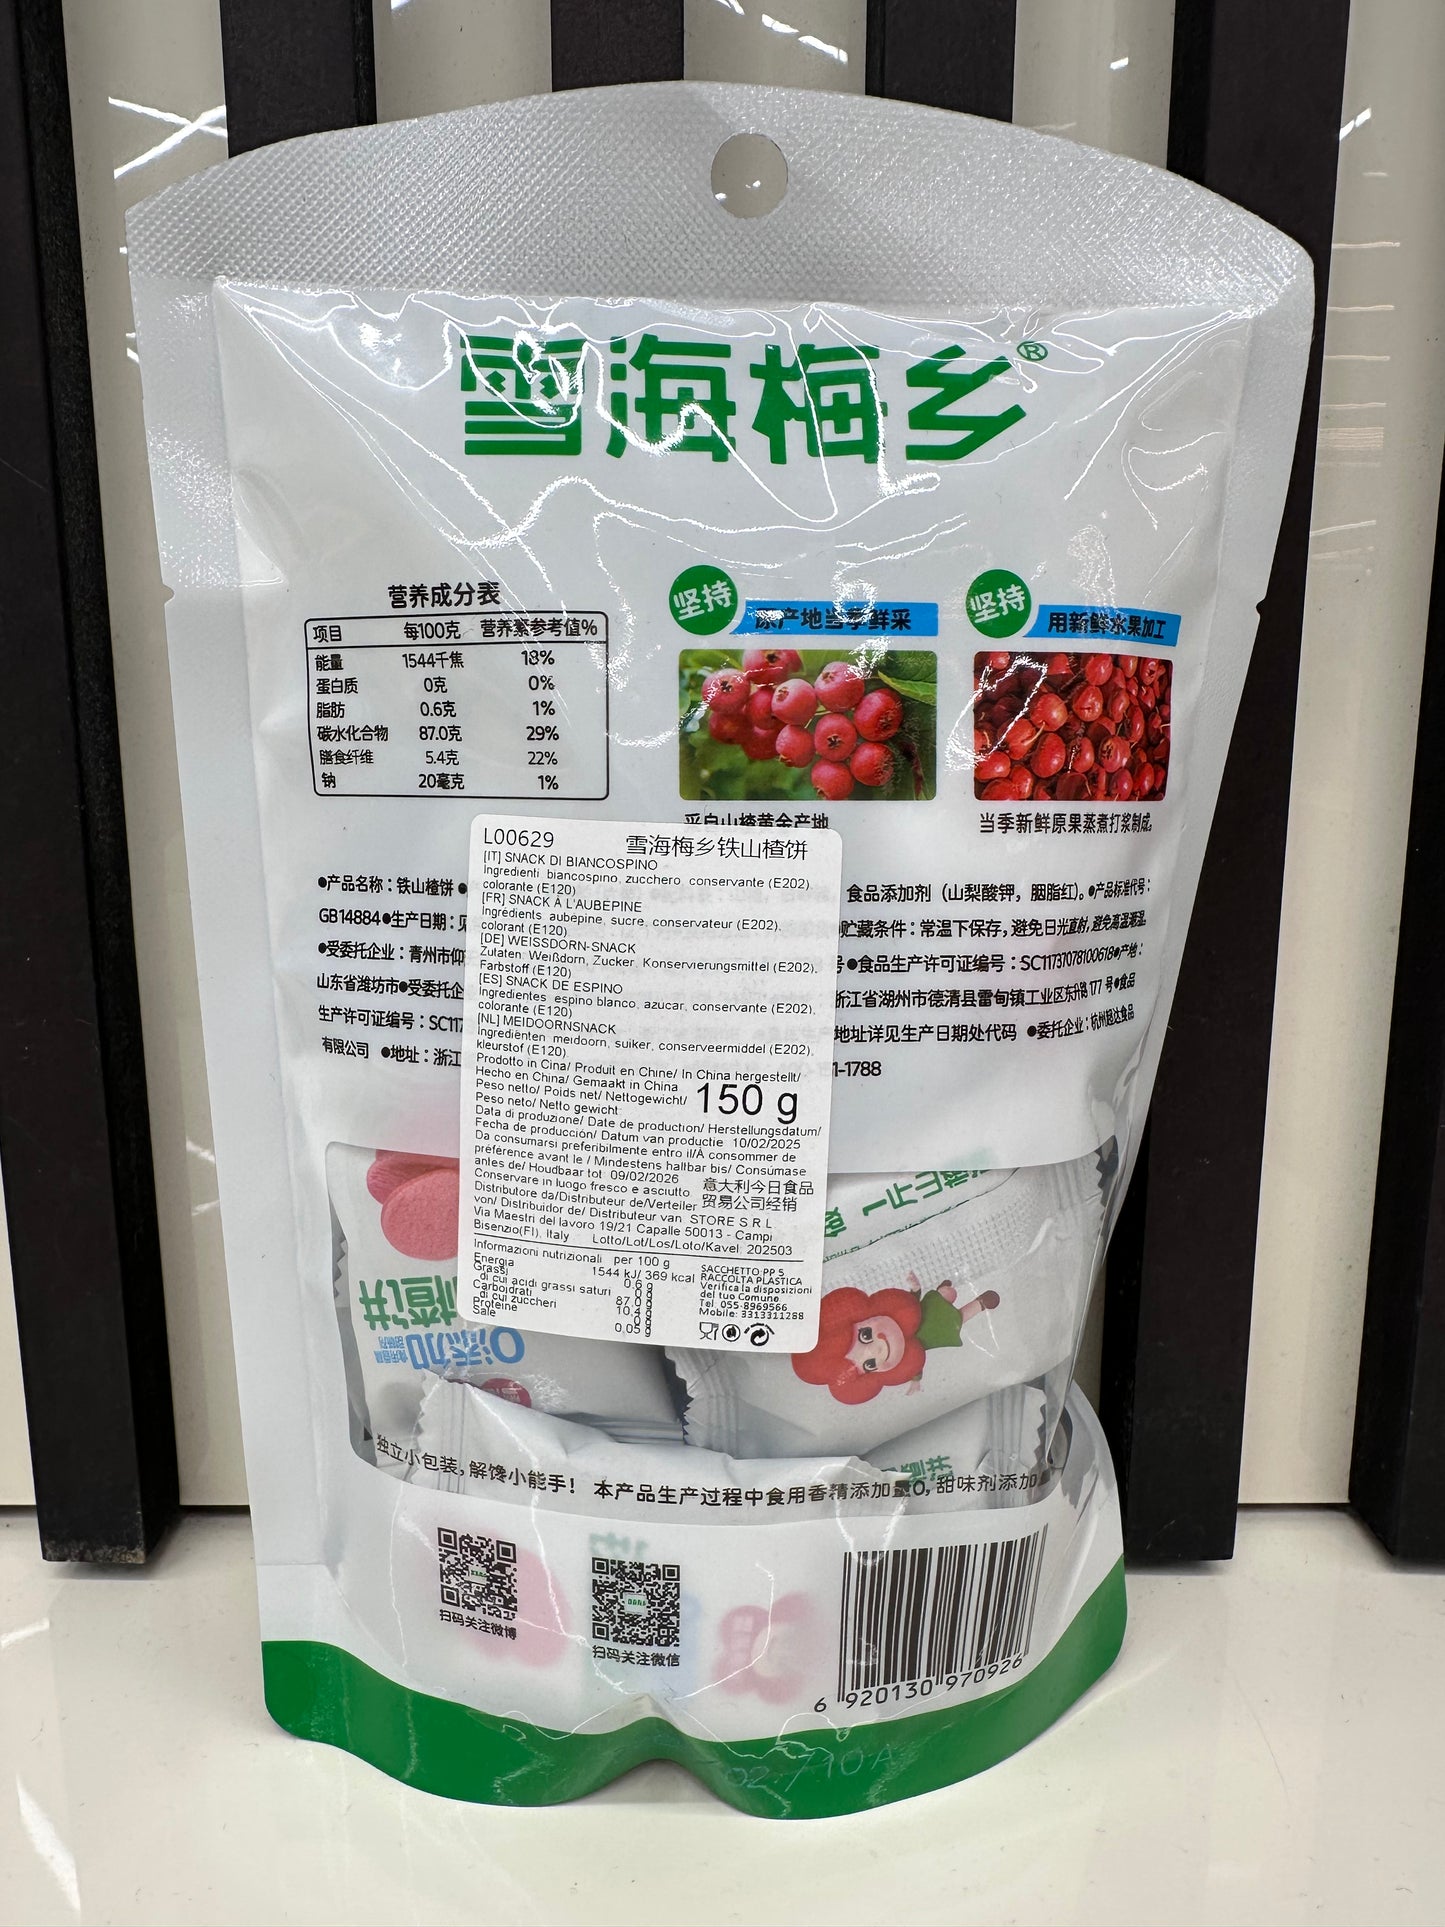 雪海梅乡®
营养成分表
项目 每100克 营养素参考值%
能量 1544千焦 18%
蛋白质 0克 0%
脂肪 0.6克 1%
碳水化合物 87.0克 29%
膳食纤维 5.4克 22%
钠 20毫克 1%
坚持 原产地当季鲜采
采自山楂黄金产地
坚持 用新鲜水果加工
当季新鲜原果蒸煮打浆制成。
●产品名称：铁山楂饼 ● 食品添加剂（山梨酸钾，胭脂红）。●产品标准代号：
GB14884●生产日期：见 贮藏条件：常温下保存，避免日光直射，避免高温潮湿。
●受委托企业：青州市仰 号●食品生产许可证编号：SC11737078100618●产地：
山东省潍坊市●受委托企 浙江省湖州市德清县雷甸镇工业区东升路177号●食品
生产许可证编号：SC117 地址详见生产日期处代码 ●委托企业：杭州超达食品
有限公司 ●地址：浙江 1-1788
L00629 雪海梅乡铁山楂饼
[IT] SNACK DI BIANCOSPINO
Ingredienti biancospino, zucchero, conservante (E202),
colorante (E120)
[FR] SNACK À L'AUBEPINE
Ingrédients aubepine, sucre, conservateur (E202),
colorant (E120)
[DE] WEISSDORN-SNACK
Zutaten: Weißdorn, Zucker, Konservierungsmittel (E202),
Farbstoff (E120)
[ES] SNACK DE ESPINO
Ingredientes espino blanco, azucar, conservante (E202),
colorante (E120)
[NL] MEIDOORNSNACK
Ingrediënten meidoorn, suiker, conserveermiddel (E202),
kleurstof (E120)
Prodotto in Cina/ Produit en Chine/ In China hergestellt/
Hecho en China/ Gemaakt in China
Peso netto/ Poids net/ Nettogewicht/
Peso neto/ Netto gewicht 150 g
Data di produzione/ Date de production/ Herstellungsdatum/
Fecha de producción/ Datum van productie 10/02/2025
Da consumarsi preferibilmente entro il/À consommer de
préférence avant le / Mindestens hallbar bis/ Consúmase
antes de/ Houdbaar tot 09/02/2026
Conservare in luogo fresco e asciutto 意大利今日食品
Distributore da/Distributeur de/Verteiler 贸易公司经销
von/ Distribuidor de/ Distributeur van STORE S R L
Via Maestri del lavoro 19/21 Capalle 50013 - Campi
Bisenzio(FI), Italy Lotto/Lot/Los/Loto/Kavel 202503
Informazioni nutrizionali per 100 g
Energia 1544 kJ/ 369 kcal
Grassi 0.6 g
di cui acidi grassi saturi 0 g
Carboidrati 87.0 g
di cui zuccheri 10.4 g
Proteine 0 g
Sale 0.05 g
SACCHETTO PP 5
RACCOLTA PLASTICA
Verifica la disposizioni
del tuo Comune.
Tel. 055-8969566
Mobile: 3313311288
楂饼
0添加
独立小包装，解馋小能手！ 本产品生产过程中食用香精添加量0，甜味剂添加
扫码关注微博
扫码关注微信
6 920130 970926